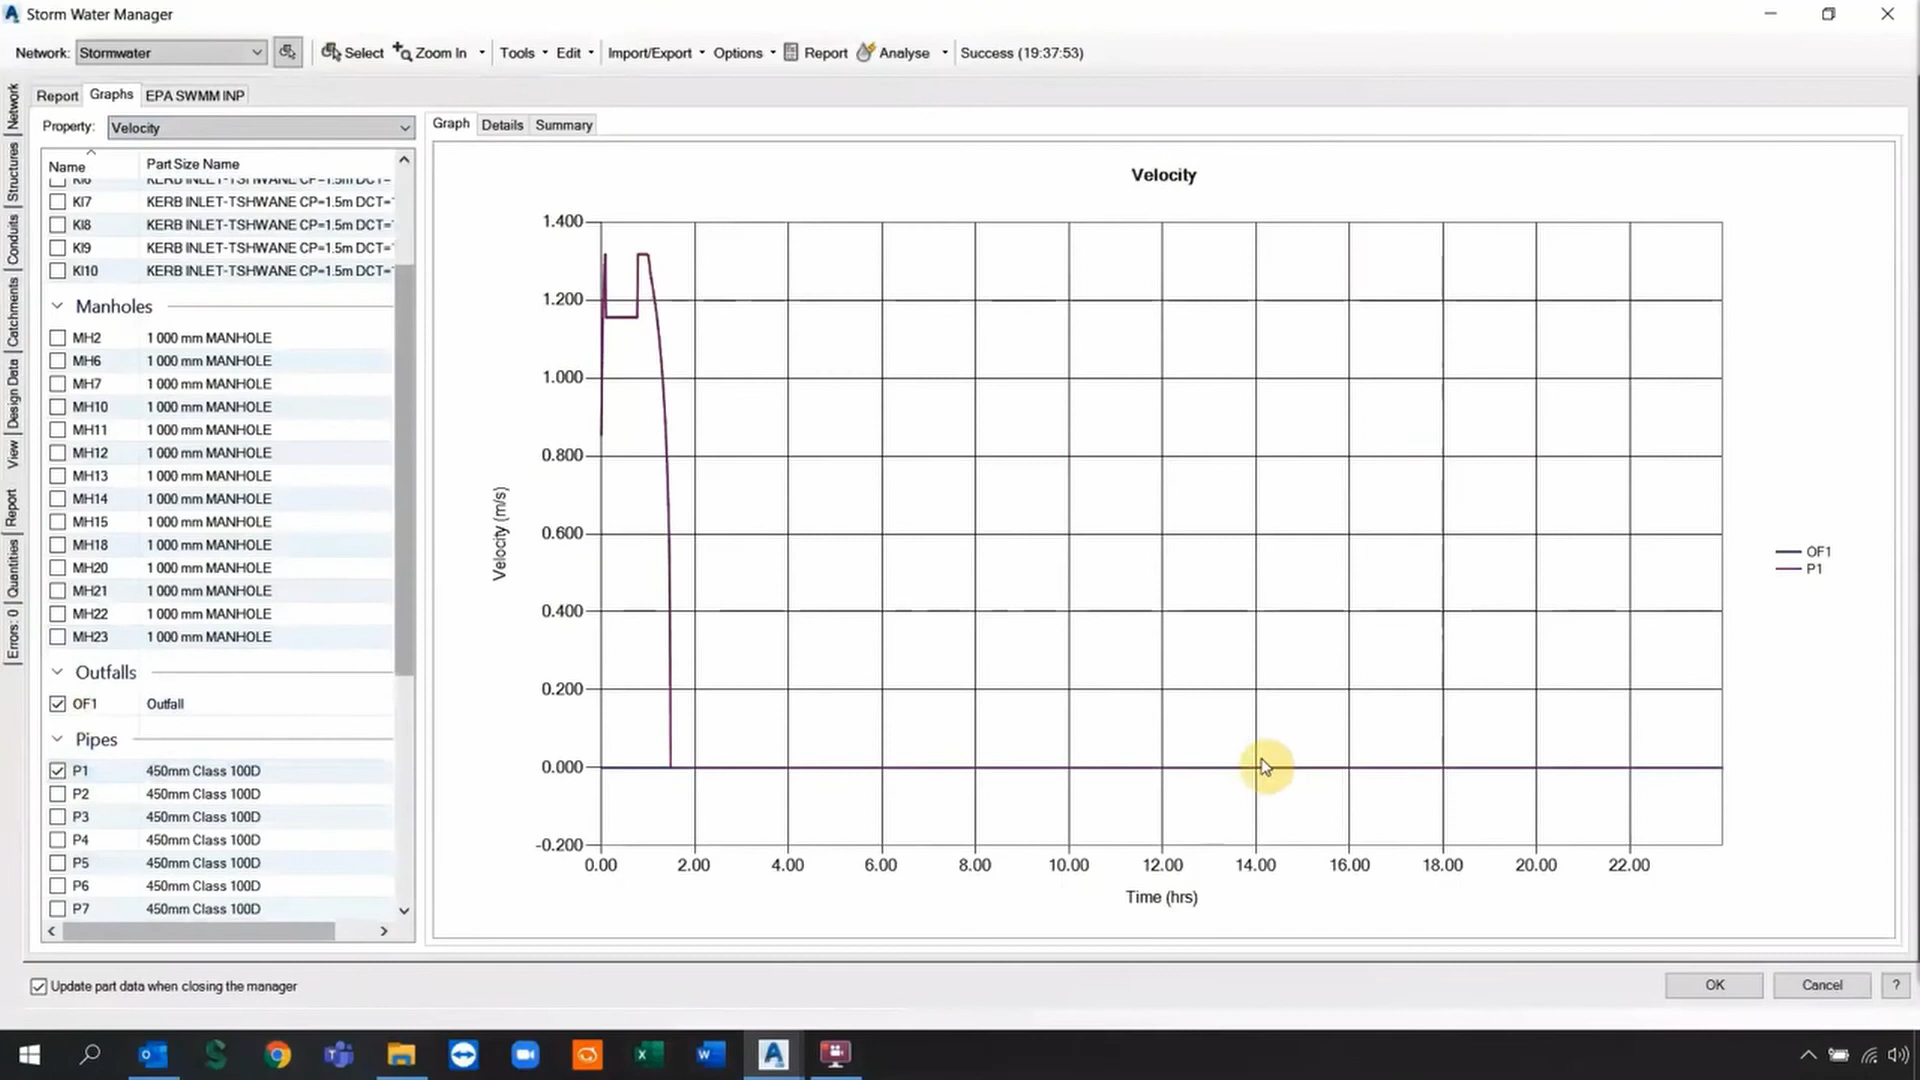 Storm Water Manager
Network: Stormwater Select Zoom In Tools Edit Import/Export Options Report Analyse Success (19:37:53)
Report Graphs EPA SWMM INP
Property: Velocity
Name Part Size Name
KI6 KERB INLET-TSHWANE CP=1.5m DCT=
KI7 KERB INLET-TSHWANE CP=1.5m DCT=
KI8 KERB INLET-TSHWANE CP=1.5m DCT=
KI9 KERB INLET-TSHWANE CP=1.5m DCT=
KI10 KERB INLET-TSHWANE CP=1.5m DCT=
Manholes
MH2 1 000 mm MANHOLE
MH6 1 000 mm MANHOLE
MH7 1 000 mm MANHOLE
MH10 1 000 mm MANHOLE
MH11 1 000 mm MANHOLE
MH12 1 000 mm MANHOLE
MH13 1 000 mm MANHOLE
MH14 1 000 mm MANHOLE
MH15 1 000 mm MANHOLE
MH18 1 000 mm MANHOLE
MH20 1 000 mm MANHOLE
MH21 1 000 mm MANHOLE
MH22 1 000 mm MANHOLE
MH23 1 000 mm MANHOLE
Outfalls
OF1 Outfall
Pipes
P1 450mm Class 100D
P2 450mm Class 100D
P3 450mm Class 100D
P4 450mm Class 100D
P5 450mm Class 100D
P6 450mm Class 100D
P7 450mm Class 100D
Network
Structures
Conduits
Catchments
Design Data
View
Report
Quantities
Errors: 0
Graph Details Summary
Velocity
1.400
1.200
1.000
0.800
0.600
0.400
0.200
0.000
-0.200
Velocity (m/s)
0.00 2.00 4.00 6.00 8.00 10.00 12.00 14.00 16.00 18.00 20.00 22.00
Time (hrs)
OF1
P1
Update part data when closing the manager
OK Cancel ?